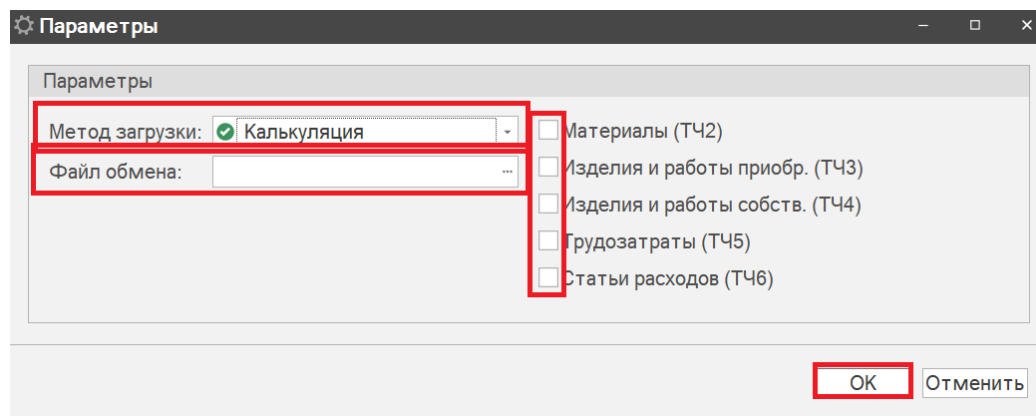 Параметры
Параметры
Метод загрузки: Калькуляция
Файл обмена:
Материалы (ТЧ2)
Изделия и работы приобр. (ТЧ3)
Изделия и работы собств. (ТЧ4)
Трудозатраты (ТЧ5)
Статьи расходов (ТЧ6)
OK Отменить